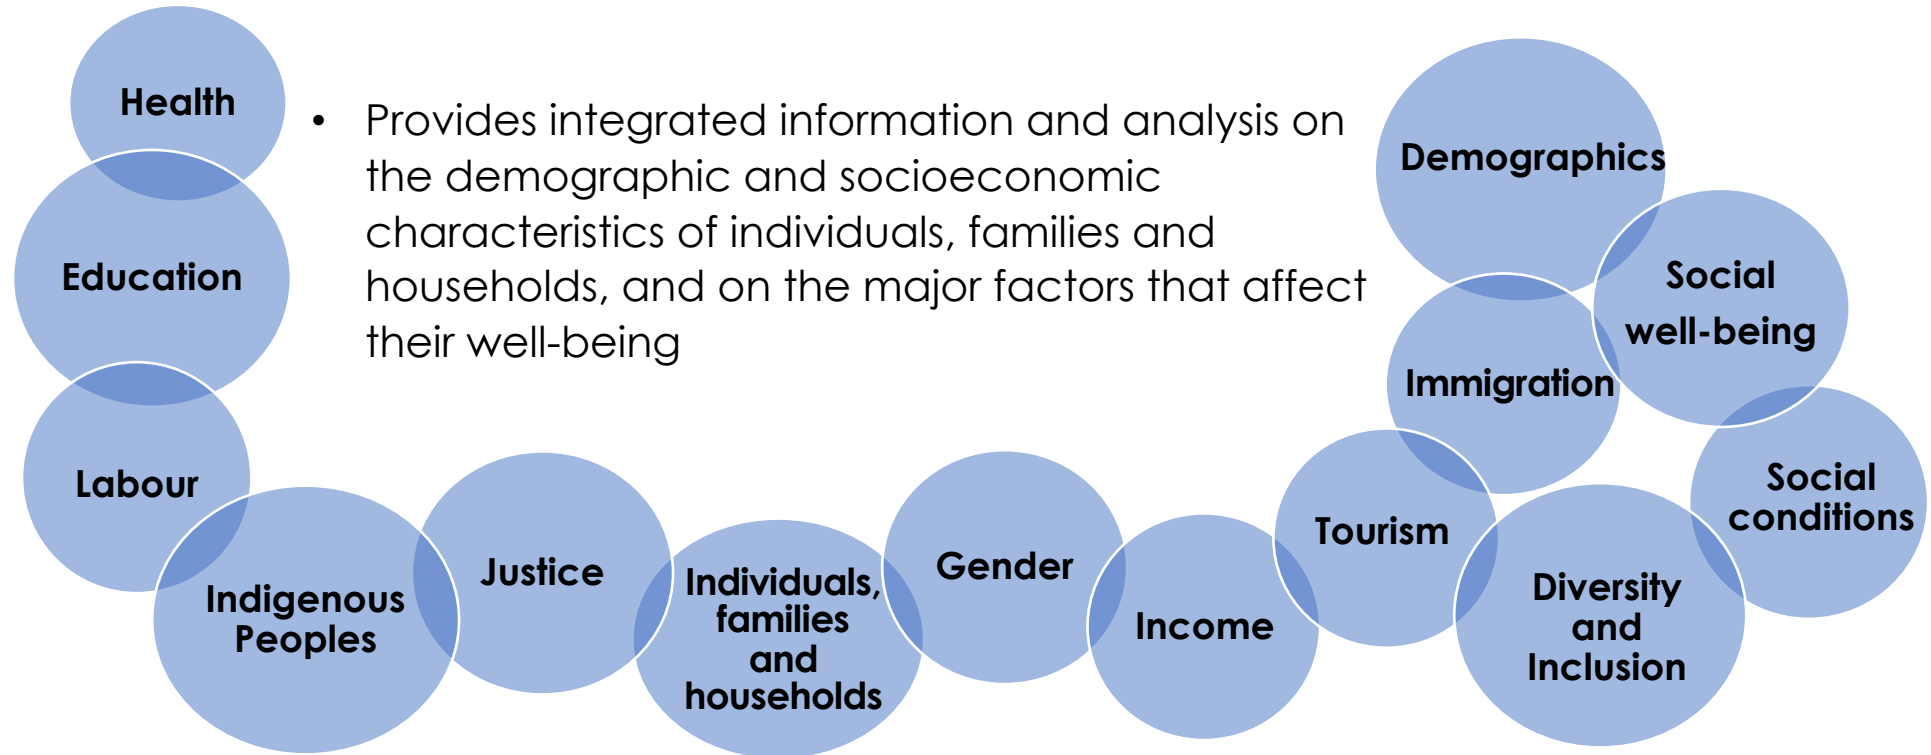 Health
Education
Labour
Indigenous
Peoples
Justice
Individuals,
families
and
households
Gender
Income
Tourism
Immigration
Demographics
Social
well-being
Social
conditions
Diversity
and
Inclusion
• Provides integrated information and analysis on
the demographic and socioeconomic
characteristics of individuals, families and
households, and on the major factors that affect
their well-being